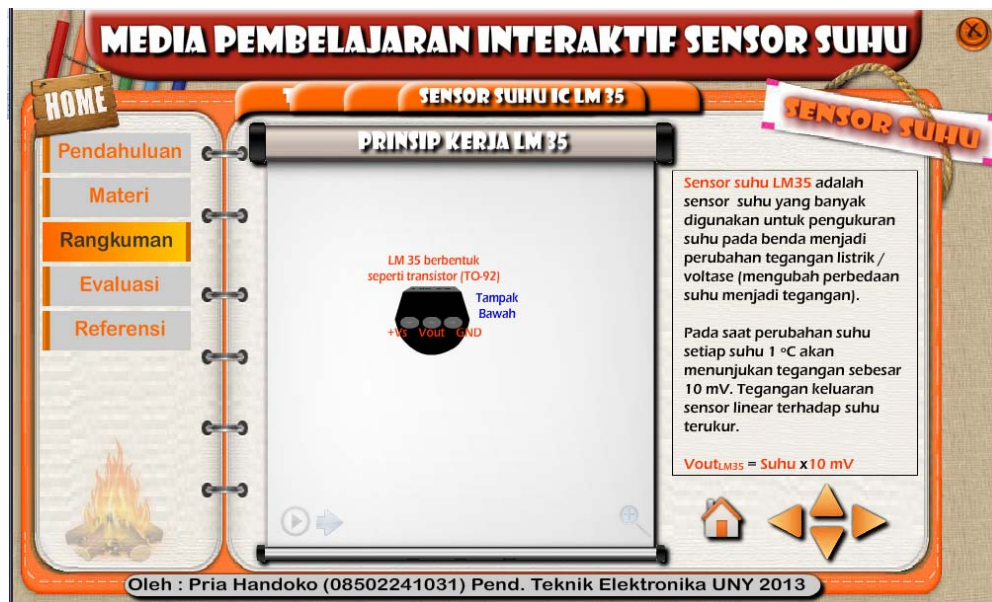 MEDIA PEMBELAJARAN INTERAKTIF SENSOR SUHU
HOME
T
SENSOR SUHU IC LM 35
SENSOR SUHU
PRINSIP KERJA LM 35
Pendahuluan
Materi
Rangkuman
Evaluasi
Referensi
LM 35 berbentuk
seperti transistor (TO-92)
Tampak
Bawah
+Vs Vout GND
Sensor suhu LM35 adalah
sensor suhu yang banyak
digunakan untuk pengukuran
suhu pada benda menjadi
perubahan tegangan listrik /
voltase (mengubah perbedaan
suhu menjadi tegangan).
Pada saat perubahan suhu
setiap suhu 1 ºC akan
menunjukan tegangan sebesar
10 mV. Tegangan keluaran
sensor linear terhadap suhu
terukur.
VoutLM35 = Suhu x10 mV
Oleh : Pria Handoko (08502241031) Pend. Teknik Elektronika UNY 2013